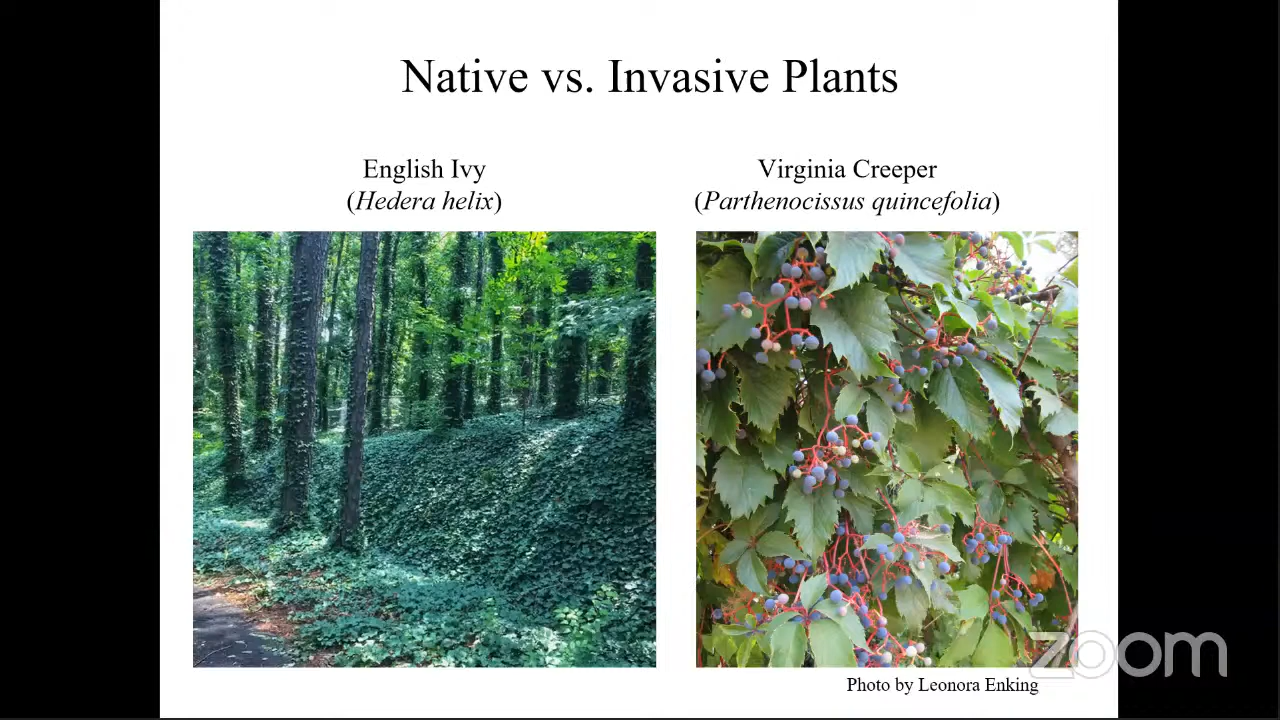 Native vs. Invasive Plants
English Ivy
(Hedera helix)
Virginia Creeper
(Parthenocissus quincefolia)
zoom
Photo by Leonora Enking